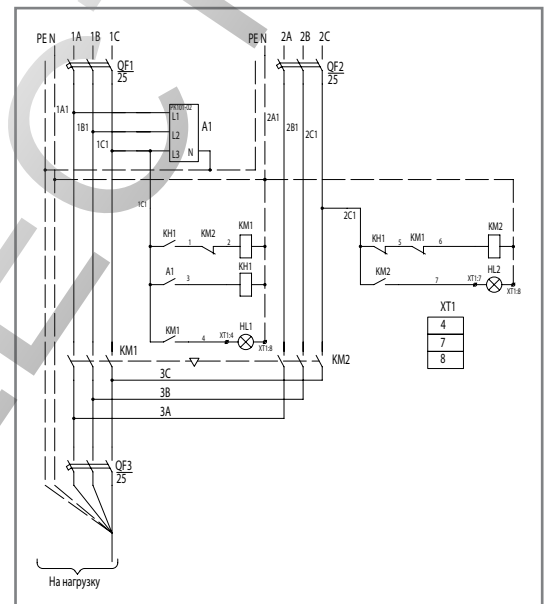 PE N 1A 1B 1C PE N 2A 2B 2C
QF1
25
QF2
25
1A1
1B1
1C1
L1
L2
L3 N
A1
2A1
2B1
2C1
1C1
2C1
KH1 1 KM2 2 KM1
A1 3 KH1
KM1 4 XT1:4 HL1 XT1:8
KH1 5 KM1 6 KM2
KM2 7 XT1:7 HL2 XT1:8
XT1
4
7
8
KM1
KM2
3C
3B
3A
QF3
25
На нагрузку